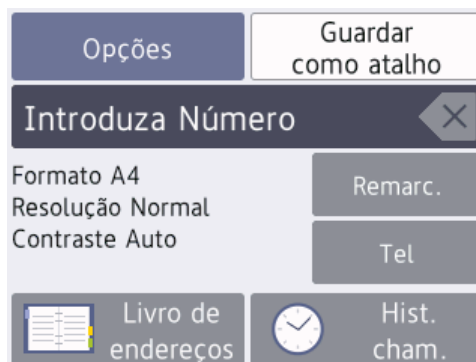 Opções
Guardar
como atalho
Introduza Número
Formato A4
Resolução Normal
Contraste Auto
Remarc.
Tel
Livro de
endereços
Hist.
cham.